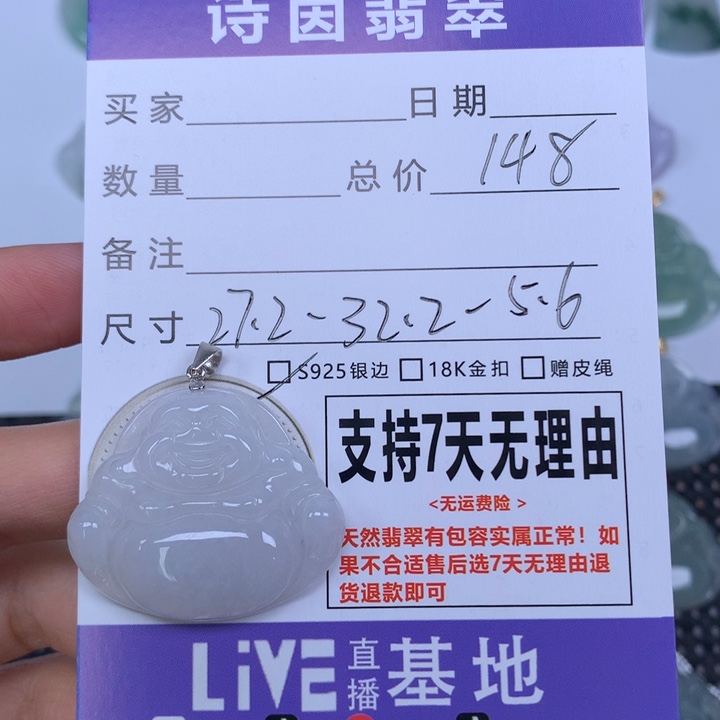 诗因翡翠
买家 日期
数量 总价 148
备注
尺寸 27.2-32.2-5.6
S925银边 18K金扣 赠皮绳
支持7天无理由
<无运费险>
天然翡翠有包容实属正常！如
果不合适售后选7天无理由退
货退款即可
LiVE直播基地